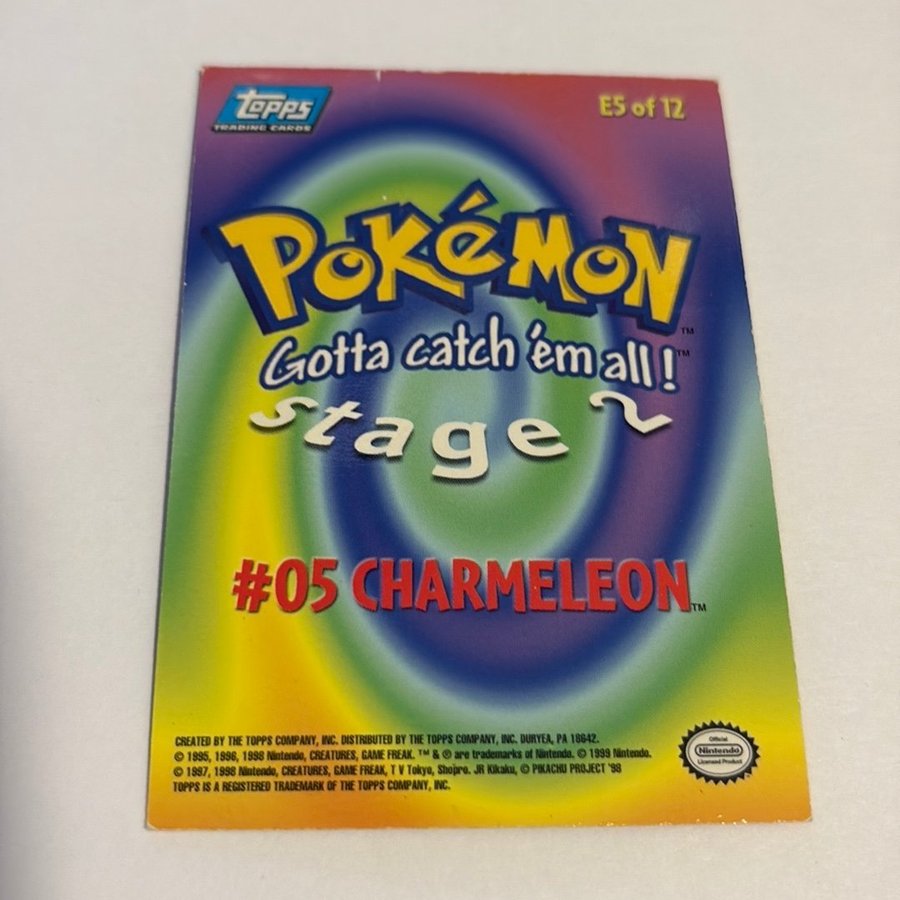 Topps
TRADING CARDS
E5 of 12
POKéMON
TM
Gotta catch 'em all!
TM
stage 2
#05 CHARMELEON TM
CREATED BY THE TOPPS COMPANY, INC. DISTRIBUTED BY THE TOPPS COMPANY, INC. DURYEA, PA 18642.
© 1995, 1996, 1998 Nintendo, CREATURES, GAME FREAK. ™ & ® are trademarks of Nintendo. © 1999 Nintendo.
© 1997, 1998 Nintendo, CREATURES, GAME FREAK, T V Tokyo, Shopro. JR Kikaku, © PIKACHU PROJECT '98
TOPPS IS A REGISTERED TRADEMARK OF THE TOPPS COMPANY, INC.
Official
Nintendo
Licensed Product